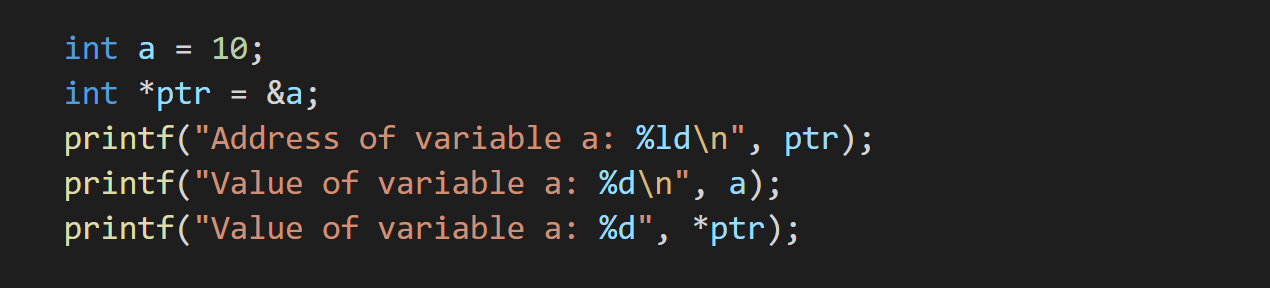 int a = 10;
int *ptr = &a;
printf("Address of variable a: %ld\n", ptr);
printf("Value of variable a: %d\n", a);
printf("Value of variable a: %d", *ptr);